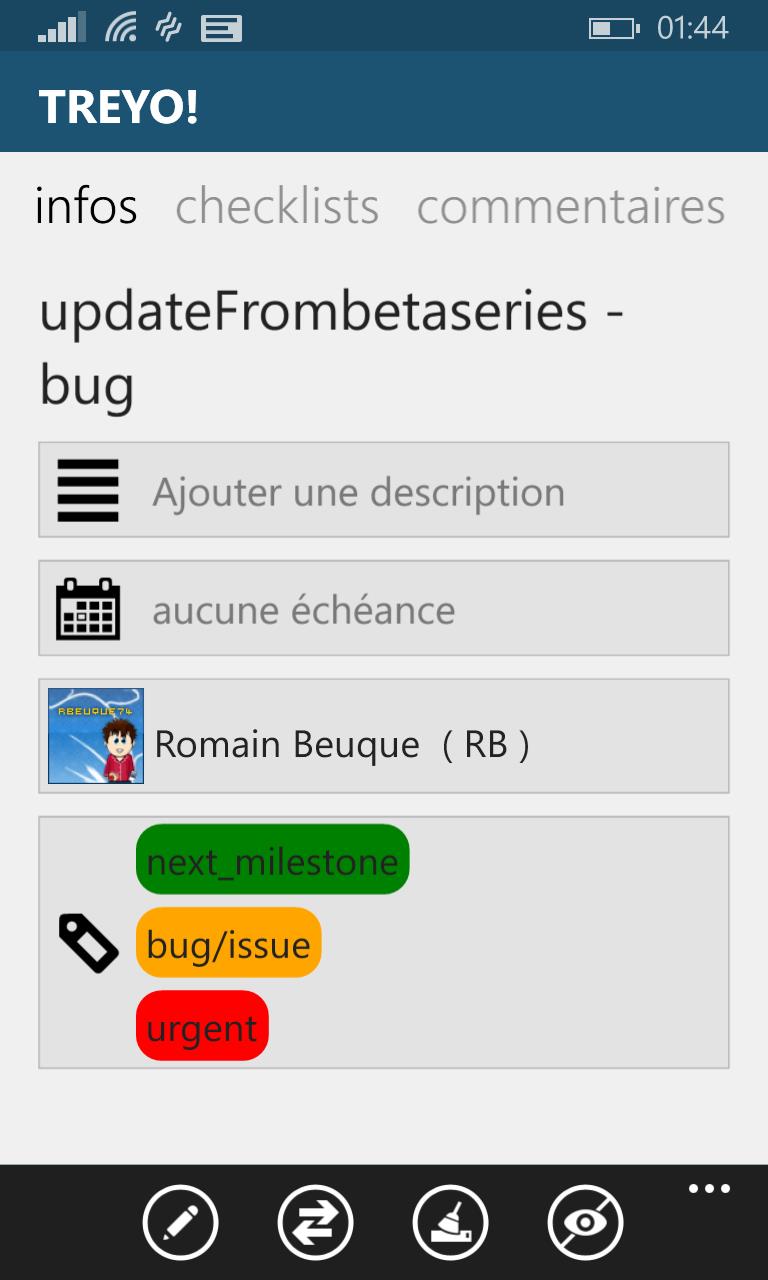 01:44
TREYO!
infos checklists commentaires
updateFrombetaseries -
bug
Ajouter une description
aucune échéance
RBEUQUE74
Romain Beuque ( RB )
next_milestone
bug/issue
urgent